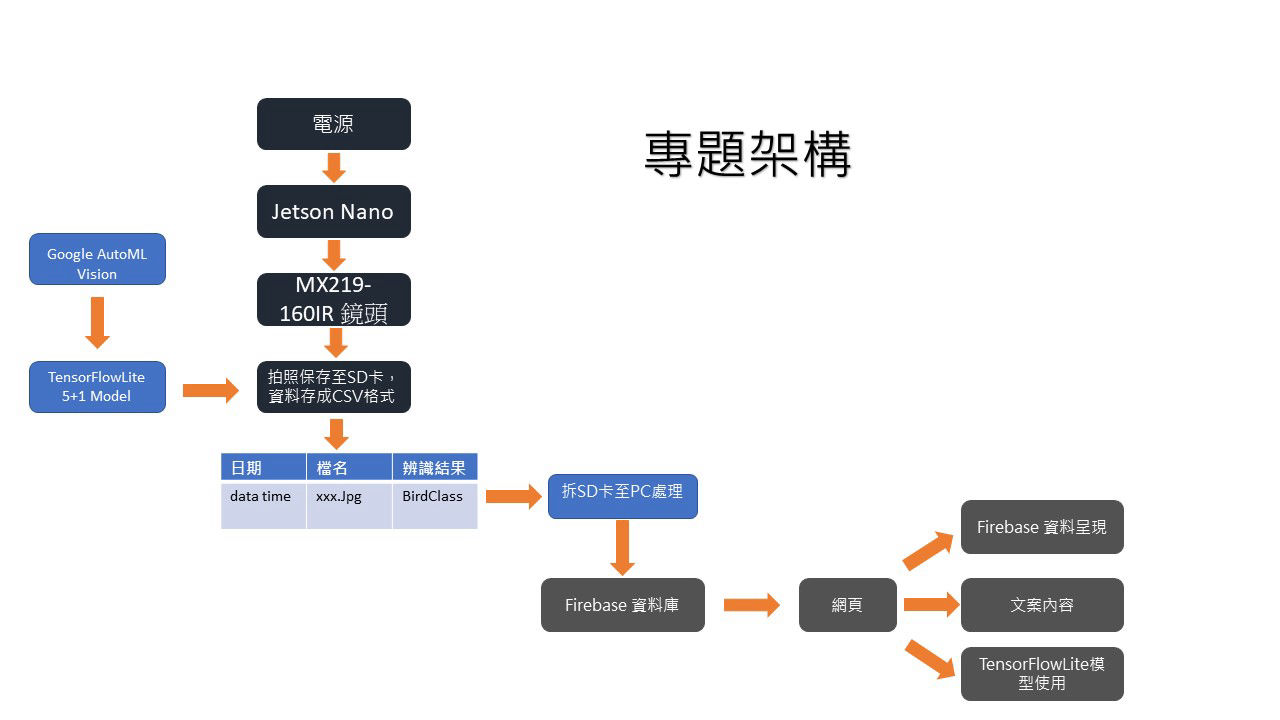 專題架構
電源
Jetson Nano
MX219-
160IR 鏡頭
Google AutoML
Vision
TensorFlowLite
5+1 Model
拍照保存至SD卡，
資料存成CSV格式
日期 檔名 辨識結果
data time xxx.Jpg BirdClass
拆SD卡至PC處理
Firebase 資料庫
網頁
Firebase 資料呈現
文案內容
TensorFlowLite模
型使用